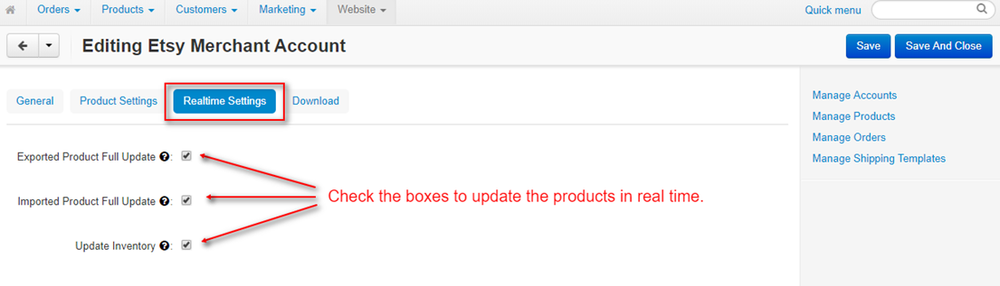 Orders Products Customers Marketing Website Quick menu
Editing Etsy Merchant Account Save Save And Close
General Product Settings Realtime Settings Download
Manage Accounts
Manage Products
Manage Orders
Manage Shipping Templates
Exported Product Full Update ?:
Imported Product Full Update ?:
Update Inventory ?:
Check the boxes to update the products in real time.